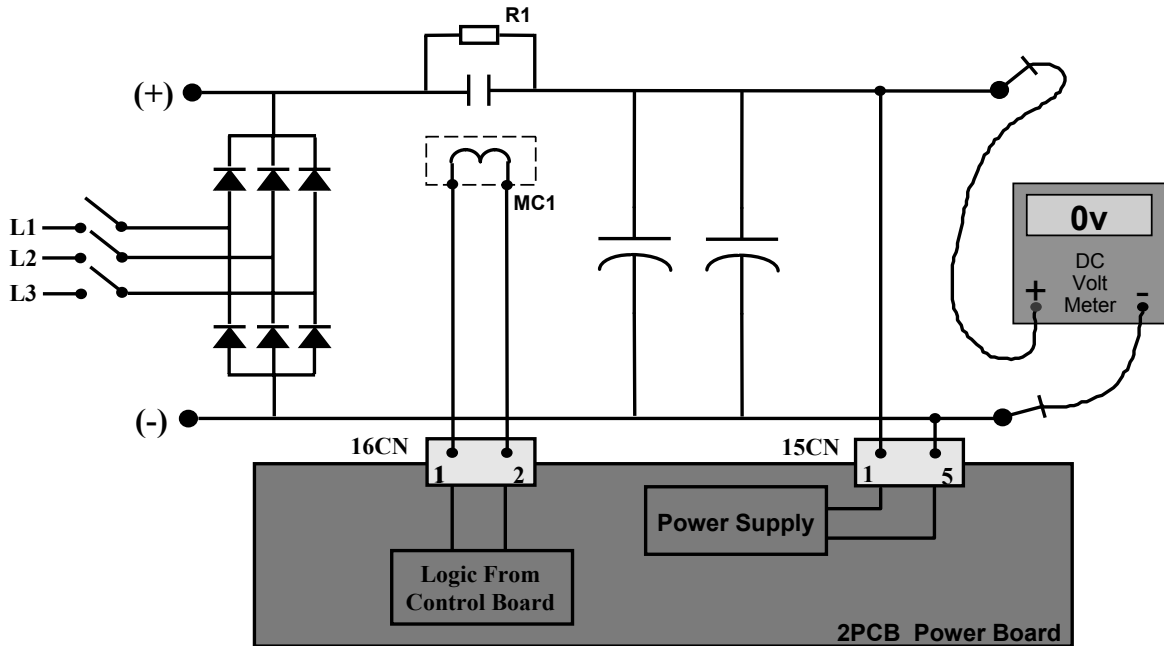 R1
(+)
MC1
L1
L2
L3
0v
DC
Volt
Meter
+
-
(-)
16CN
1 2
15CN
1 5
Power Supply
Logic From
Control Board
2PCB Power Board